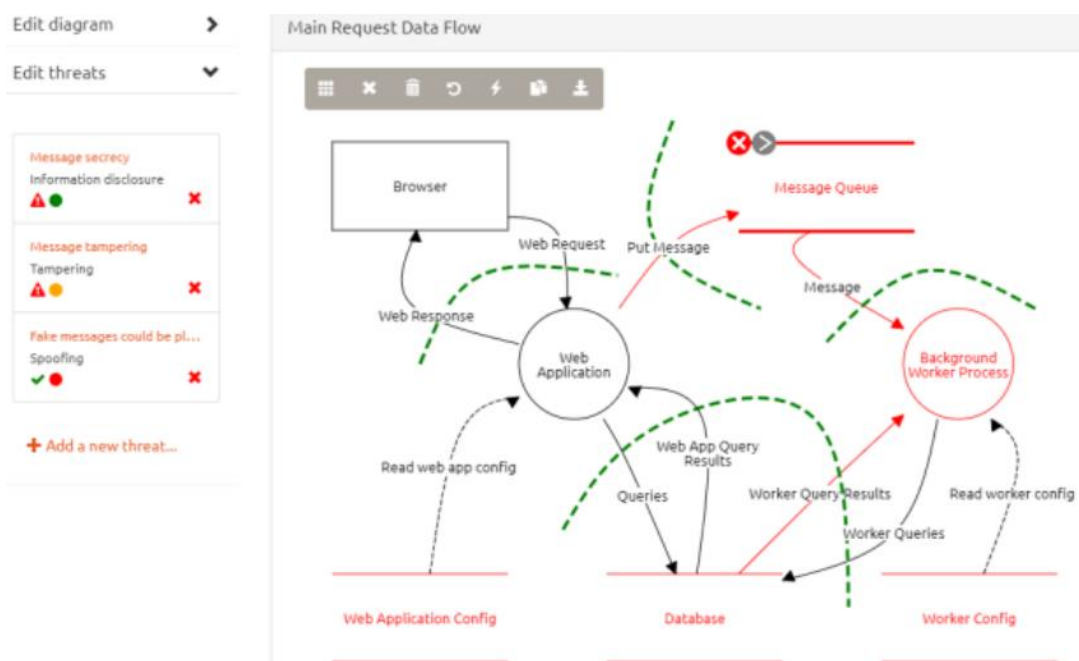 Edit diagram
Edit threats
Message secrecy
Information disclosure
Message tampering
Tampering
Fake messages could be pl...
Spoofing
Add a new threat...
Main Request Data Flow
Browser
Message Queue
Web Request
Put Message
Message
Web Response
Web
Application
Background
Worker Process
Web App Query
Results
Read web app config
Queries
Worker Query Results
Read worker config
Worker Queries
Web Application Config
Database
Worker Config